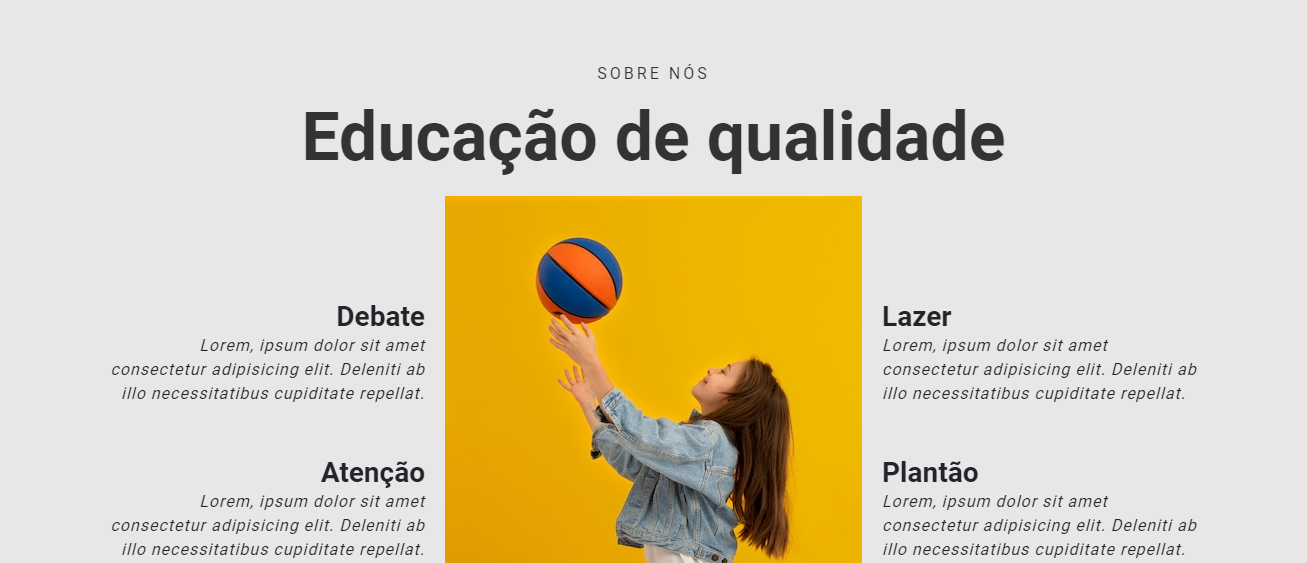 SOBRE NÓS
Educação de qualidade
Debate
Lorem, ipsum dolor sit amet
consectetur adipisicing elit. Deleniti ab
illo necessitatibus cupiditate repellat.
Atenção
Lorem, ipsum dolor sit amet
consectetur adipisicing elit. Deleniti ab
illo necessitatibus cupiditate repellat.
Lazer
Lorem, ipsum dolor sit amet
consectetur adipisicing elit. Deleniti ab
illo necessitatibus cupiditate repellat.
Plantão
Lorem, ipsum dolor sit amet
consectetur adipisicing elit. Deleniti ab
illo necessitatibus cupiditate repellat.